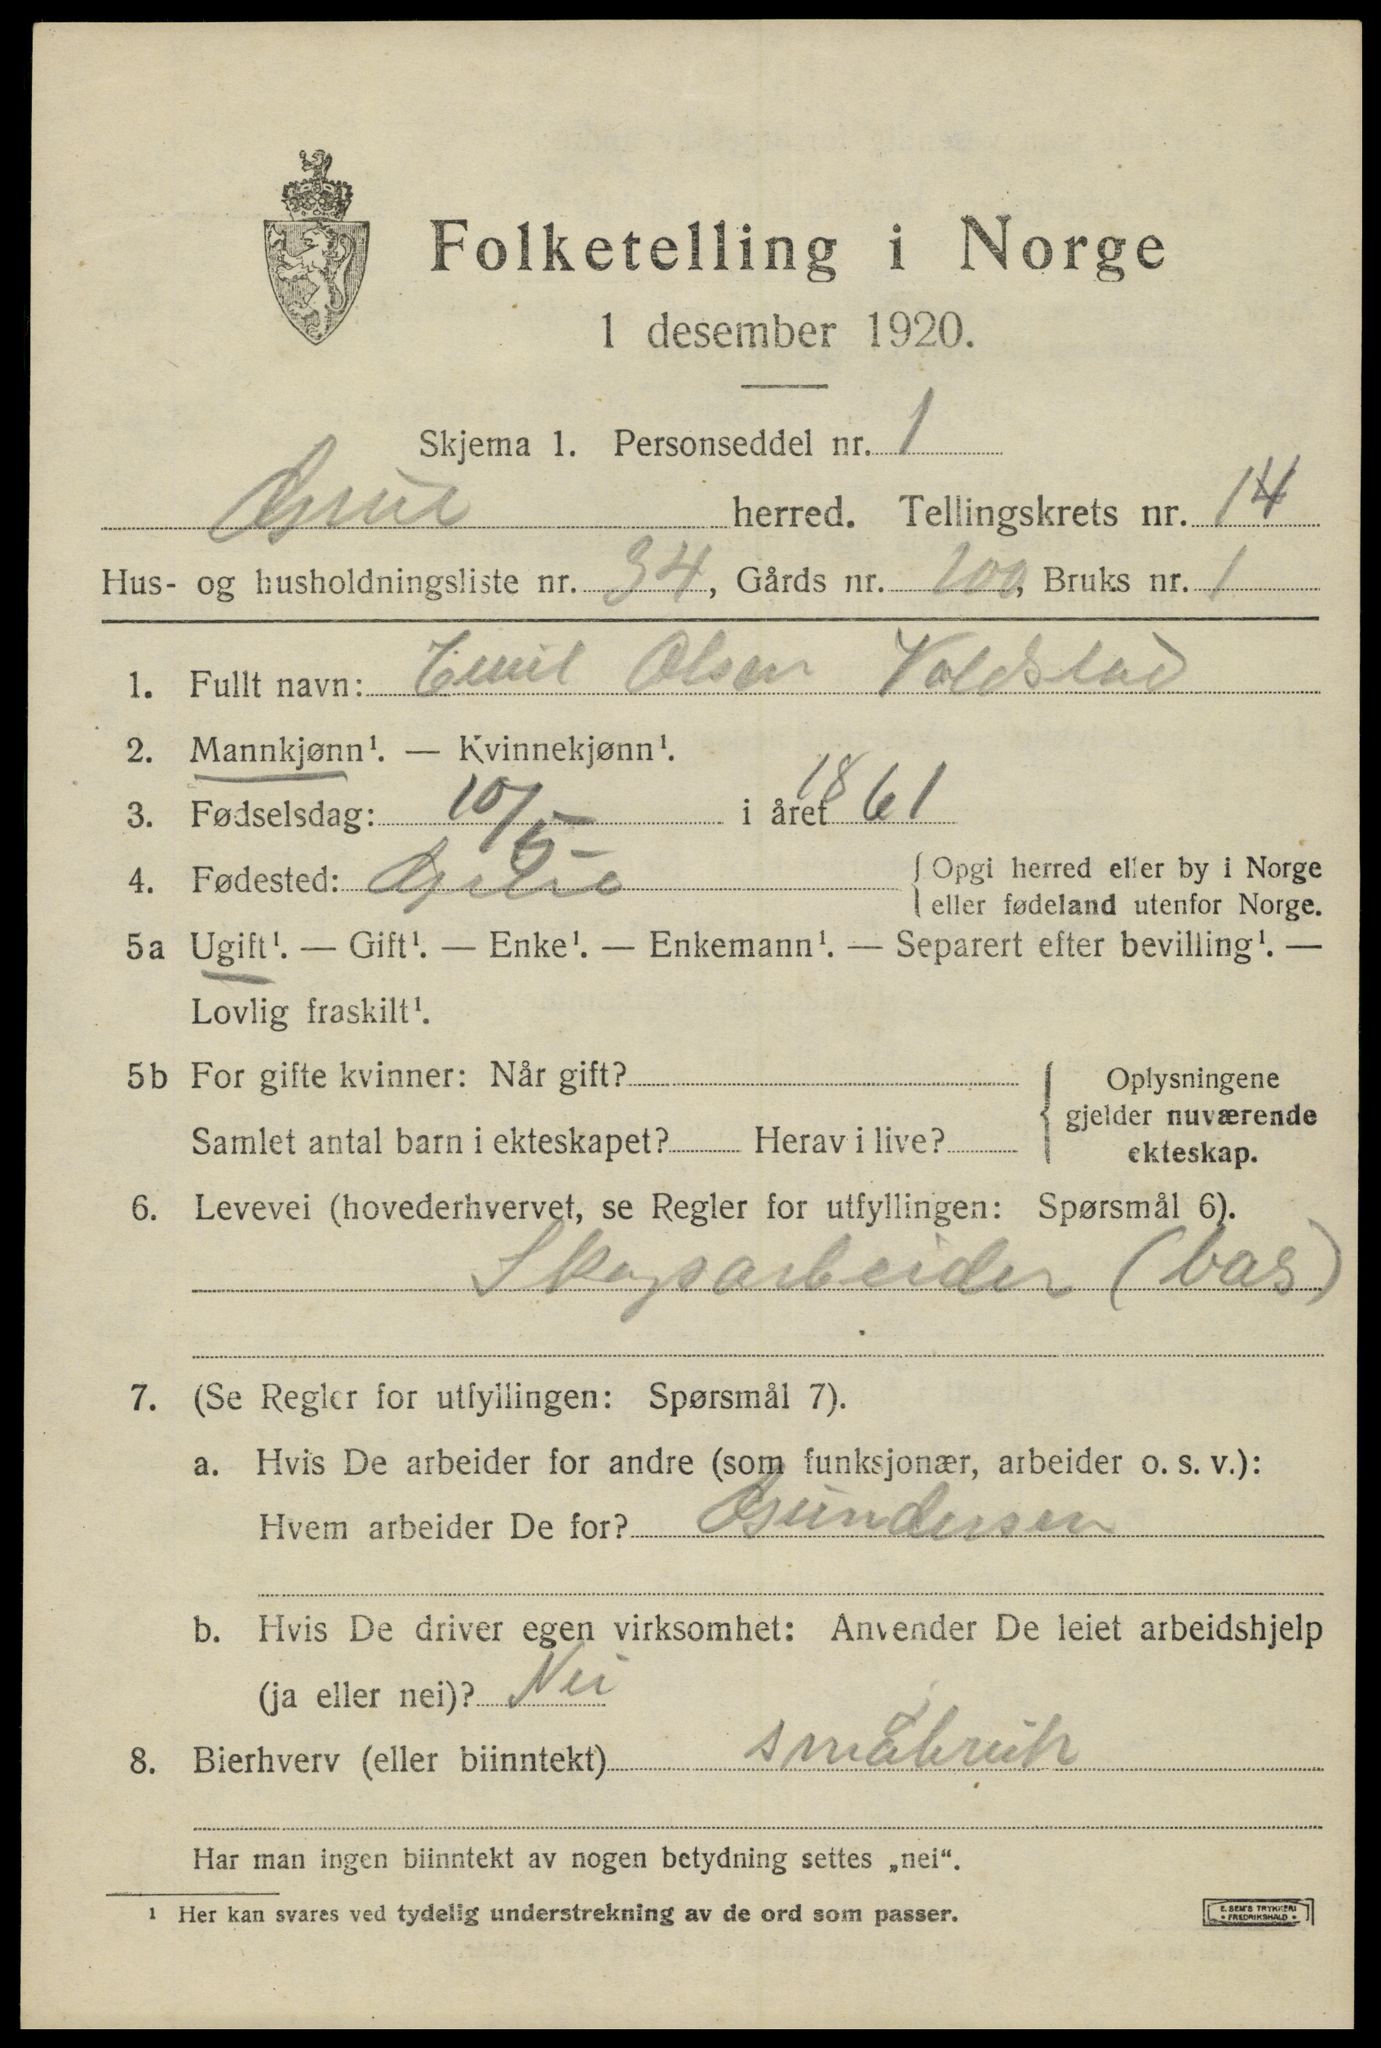 Folketelling i Norge
1 desember 1920.
Skjema 1. Personseddel nr. 1
Grue herred. Tellingskrets nr. 14
Hus- og husholdningsliste nr. 34, Gårds nr. 100, Bruks nr. 1
1. Fullt navn: Emil Olsen Voldstad
2. Mannkjønn¹. — Kvinnekjønn¹.
3. Fødselsdag: 10/5 i året 1861
4. Fødested: Grue { Opgi herred eller by i Norge
eller fødeland utenfor Norge.
5a Ugift¹. — Gift¹. — Enke¹. — Enkemann¹. — Separert efter bevilling¹. —
Lovlig fraskilt¹.
5b For gifte kvinner: Når gift? { Oplysningene
gjelder nuværende
Samlet antal barn i ekteskapet? Herav i live? ekteskap.
6. Levevei (hovederhvervet, se Regler for utfyllingen: Spørsmål 6).
Skogsarbeider (bas)
7. (Se Regler for utfyllingen: Spørsmål 7).
a. Hvis De arbeider for andre (som funksjonær, arbeider o. s. v.):
Hvem arbeider De for? Gundersen
b. Hvis De driver egen virksomhet: Anvender De leiet arbeidshjelp
(ja eller nei)? Nei
8. Bierhverv (eller biinntekt) småbruk
Har man ingen biinntekt av nogen betydning settes „nei“.
¹ Her kan svares ved tydelig understrekning av de ord som passer.
E. SEM'S TRYKKERI
• FREDRIKSHALD •